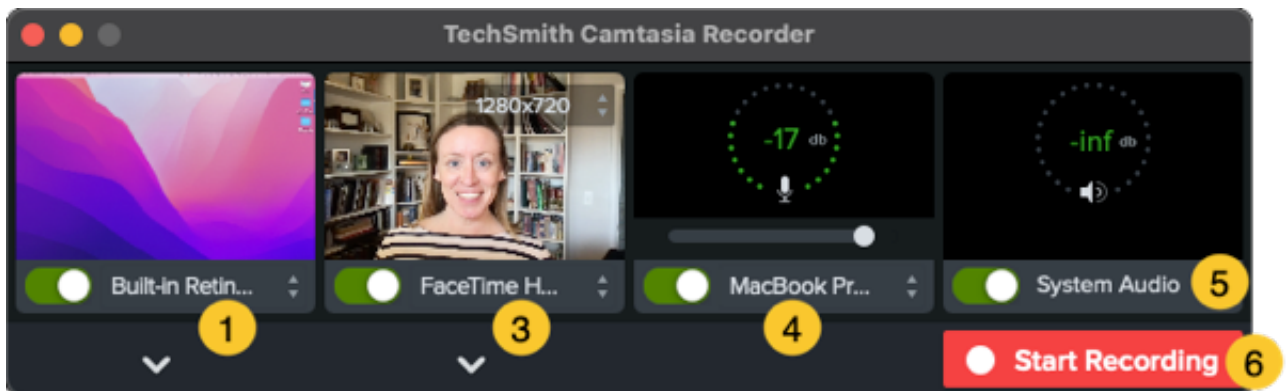 TechSmith Camtasia Recorder
1280x720
-17 db
-inf db
Built-in Retin...
FaceTime H...
MacBook Pr...
System Audio
5
1
3
4
Start Recording
6